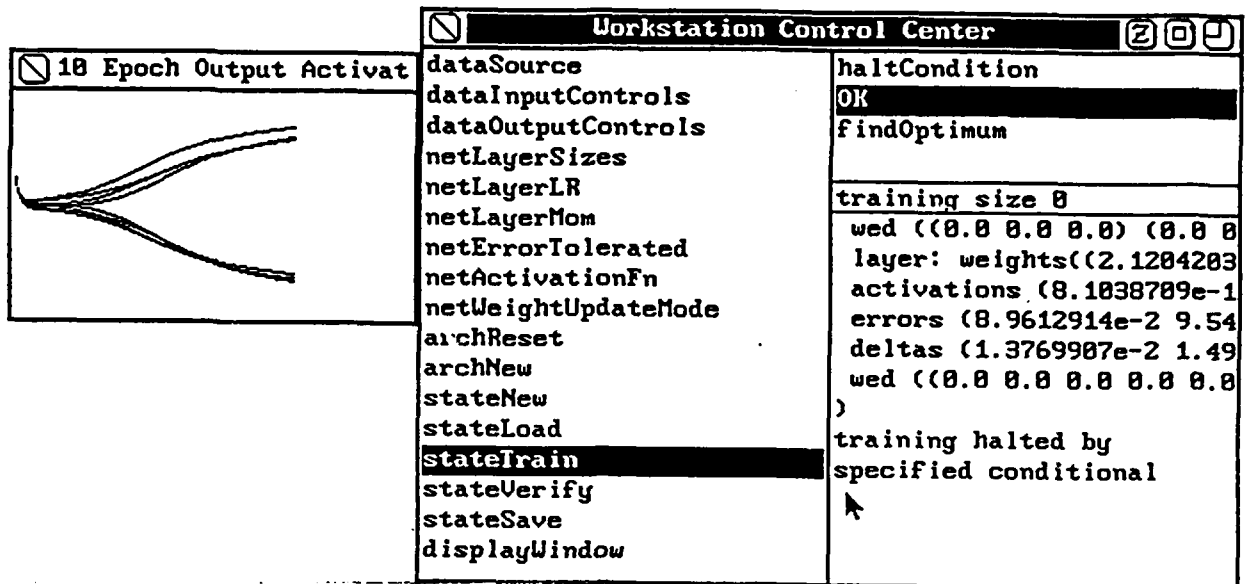 Workstation Control Center
10 Epoch Output Activat
dataSource
dataInputControls
dataOutputControls
netLayerSizes
netLayerLR
netLayerMom
netErrorTolerated
netActivationFn
netWeightUpdateMode
archReset
archNew
stateNew
stateLoad
stateTrain
stateVerify
stateSave
displayWindow
haltCondition
OK
findOptimum
training size 0
wed ((0.0 0.0 0.0) (0.0 0
layer: weights((2.1204203
activations (8.1038709e-1
errors (8.9612914e-2 9.54
deltas (1.3769907e-2 1.49
wed ((0.0 0.0 0.0 0.0 0.0
)
training halted by
specified conditional